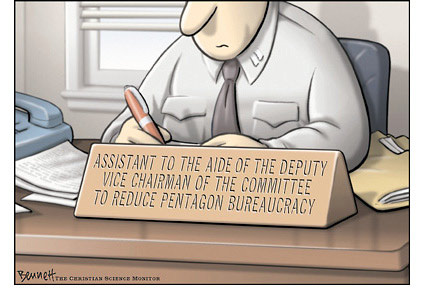 ASSISTANT TO THE AIDE OF THE DEPUTY
VICE CHAIRMAN OF THE COMMITTEE
TO REDUCE PENTAGON BUREAUCRACY
Bennett THE CHRISTIAN SCIENCE MONITOR